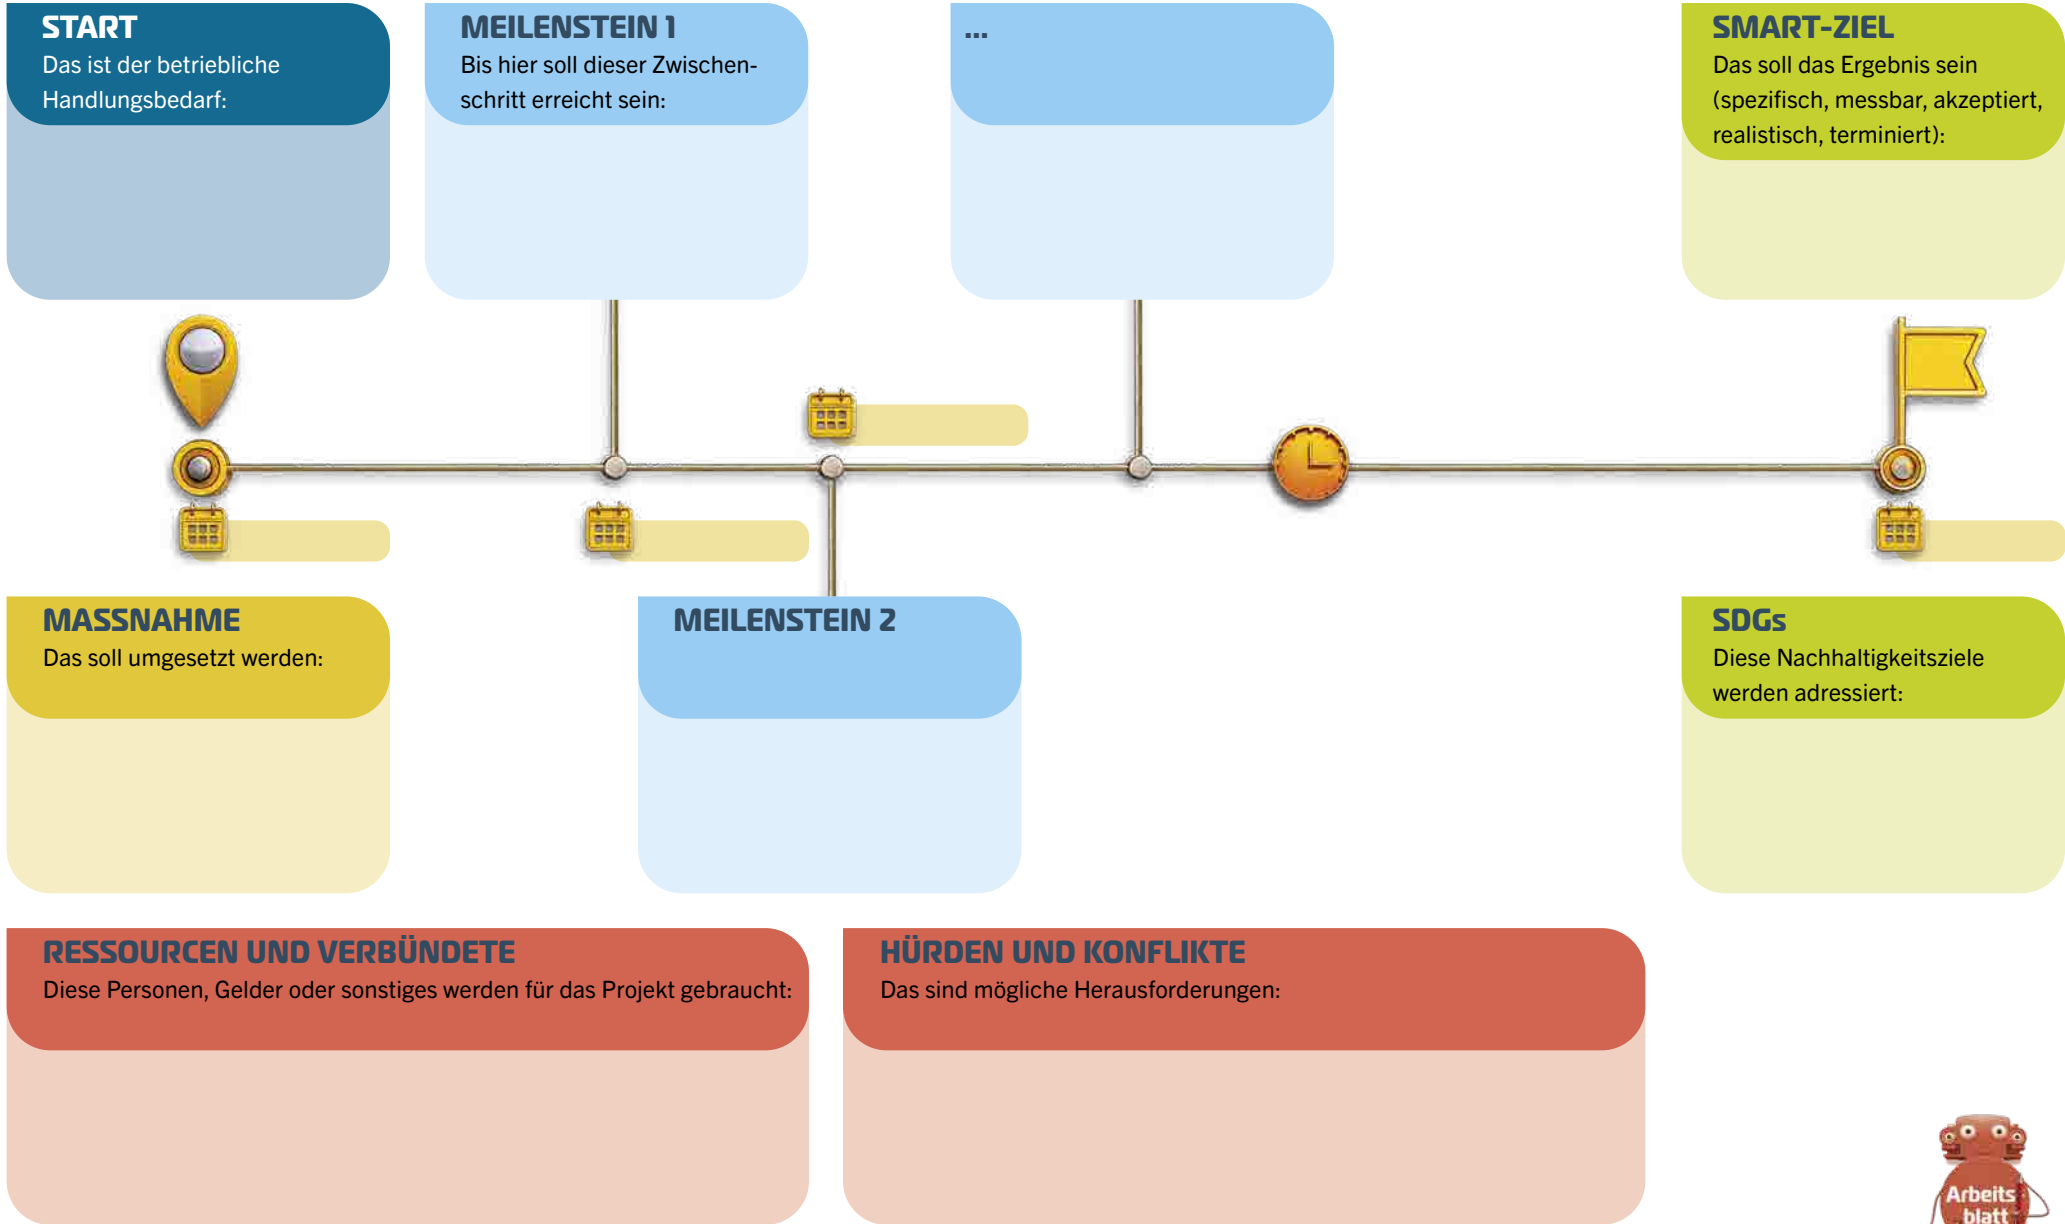 START
Das ist der betriebliche
Handlungsbedarf:
MEILENSTEIN 1
Bis hier soll dieser Zwischen-
schritt erreicht sein:
...
SMART-ZIEL
Das soll das Ergebnis sein
(spezifisch, messbar, akzeptiert,
realistisch, terminiert):
MASSNAHME
Das soll umgesetzt werden:
MEILENSTEIN 2
SDGs
Diese Nachhaltigkeitsziele
werden adressiert:
RESSOURCEN UND VERBÜNDETE
Diese Personen, Gelder oder sonstiges werden für das Projekt gebraucht:
HÜRDEN UND KONFLIKTE
Das sind mögliche Herausforderungen:
Arbeits
blatt